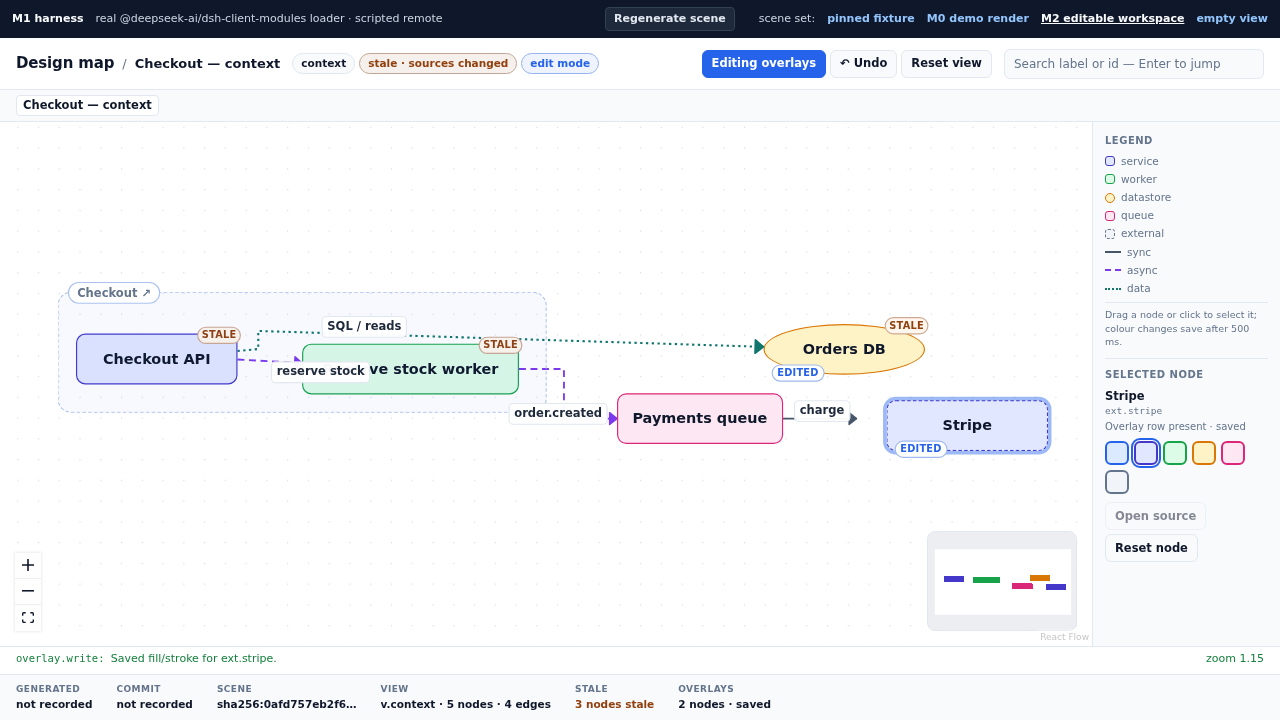 M1 harness real @deepseek-ai/dsh-client-modules loader · scripted remote Regenerate scene scene set: pinned fixture M0 demo render M2 editable workspace empty view
Design map / Checkout — context context stale · sources changed edit mode Editing overlays ↶ Undo Reset view Search label or id — Enter to jump
Checkout — context
LEGEND
service
worker
datastore
queue
external
sync
async
data
Drag a node or click to select it;
colour changes save after 500
ms.
SELECTED NODE
Stripe
ext.stripe
Overlay row present · saved
Open source
Reset node
Checkout ↗
STALE
Checkout API
SQL / reads
STALE
reserve stock
ve stock worker
STALE
Orders DB
EDITED
order.created
Payments queue
charge
Stripe
EDITED
React Flow
overlay.write: Saved fill/stroke for ext.stripe. zoom 1.15
GENERATED COMMIT SCENE VIEW STALE OVERLAYS
not recorded not recorded sha256:0afd757eb2f6… v.context · 5 nodes · 4 edges 3 nodes stale 2 nodes · saved